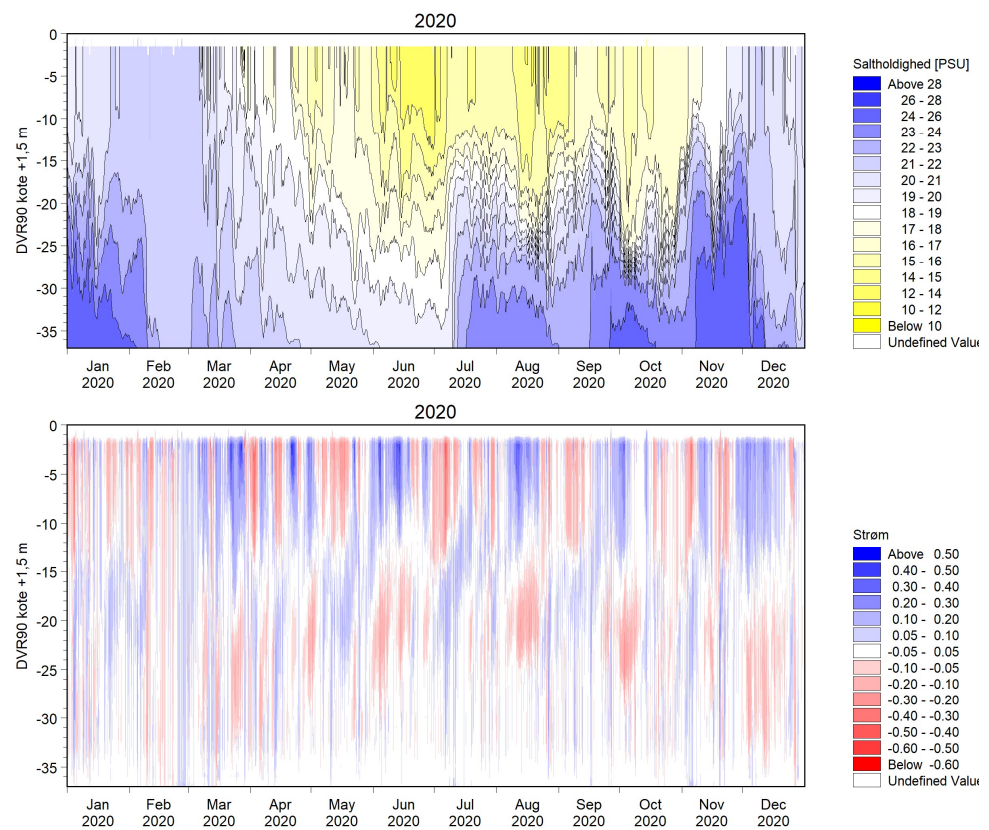 2020
0
-5
-10
-15
-20
-25
-30
-35
DVR90 kote +1,5 m
Jan Feb Mar Apr May Jun Jul Aug Sep Oct Nov Dec
2020 2020 2020 2020 2020 2020 2020 2020 2020 2020 2020 2020
Saltholdighed [PSU]
Above 28
26 - 28
24 - 26
23 - 24
22 - 23
21 - 22
20 - 21
19 - 20
18 - 19
17 - 18
16 - 17
15 - 16
14 - 15
12 - 14
10 - 12
Below 10
Undefined Value
2020
0
-5
-10
-15
-20
-25
-30
-35
DVR90 kote +1,5 m
Jan Feb Mar Apr May Jun Jul Aug Sep Oct Nov Dec
2020 2020 2020 2020 2020 2020 2020 2020 2020 2020 2020 2020
Strøm
Above 0.50
0.40 - 0.50
0.30 - 0.40
0.20 - 0.30
0.10 - 0.20
0.05 - 0.10
-0.05 - 0.05
-0.10 - -0.05
-0.20 - -0.10
-0.30 - -0.20
-0.40 - -0.30
-0.50 - -0.40
-0.60 - -0.50
Below -0.60
Undefined Value